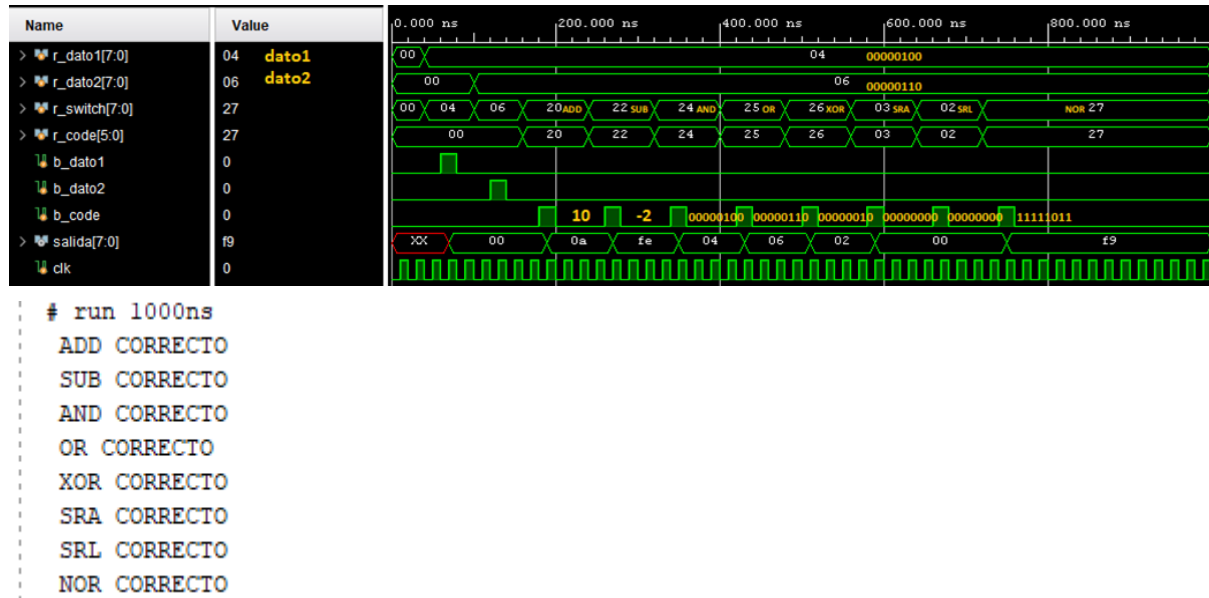 Name Value 0.000 ns 200.000 ns 400.000 ns 600.000 ns 800.000 ns
> r_dato1[7:0] 04 dato1 00 04 00000100
> r_dato2[7:0] 06 dato2 00 06 00000110
> r_switch[7:0] 27 00 04 06 20 ADD 22 SUB 24 AND 25 OR 26 XOR 03 SRA 02 SRL NOR 27
> r_code[5:0] 27 00 20 22 24 25 26 03 02 27
b_dato1 0
b_dato2 0
b_code 0 10 -2 00000100 00000110 00000010 00000000 00000000 11111011
> salida[7:0] f9 XX 00 0a fe 04 06 02 00 f9
clk 0
# run 1000ns
ADD CORRECTO
SUB CORRECTO
AND CORRECTO
OR CORRECTO
XOR CORRECTO
SRA CORRECTO
SRL CORRECTO
NOR CORRECTO